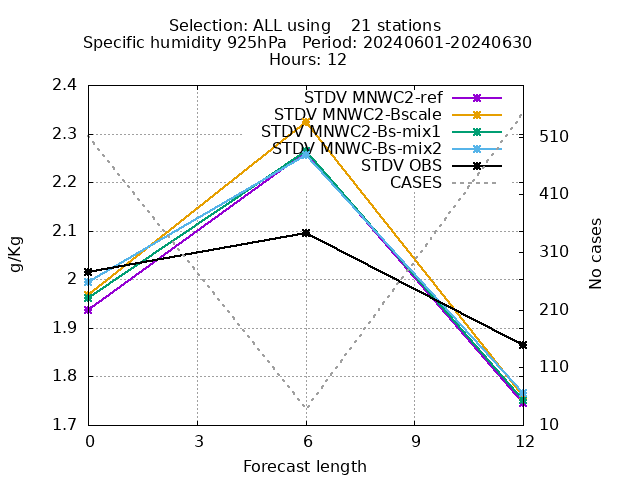 Selection: ALL using    21 stations
Specific humidity 925hPa   Period: 20240601-20240630
Hours: 12
STDV MNWC2-ref
STDV MNWC2-Bscale
STDV MNWC2-Bs-mix1
STDV MNWC-Bs-mix2
STDV OBS
CASES
2.4
2.3
2.2
2.1
2
1.9
1.8
1.7
g/Kg
510
410
310
210
110
10
No cases
0
3
6
9
12
Forecast length